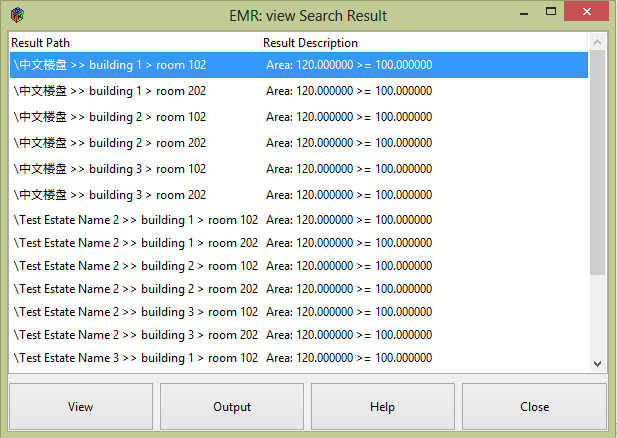 EMR: view Search Result
Result Path Result Description
\中文楼盘 >> building 1 > room 102 Area: 120.000000 >= 100.000000
\中文楼盘 >> building 1 > room 202 Area: 120.000000 >= 100.000000
\中文楼盘 >> building 2 > room 102 Area: 120.000000 >= 100.000000
\中文楼盘 >> building 2 > room 202 Area: 120.000000 >= 100.000000
\中文楼盘 >> building 3 > room 102 Area: 120.000000 >= 100.000000
\中文楼盘 >> building 3 > room 202 Area: 120.000000 >= 100.000000
\Test Estate Name 2 >> building 1 > room 102 Area: 120.000000 >= 100.000000
\Test Estate Name 2 >> building 1 > room 202 Area: 120.000000 >= 100.000000
\Test Estate Name 2 >> building 2 > room 102 Area: 120.000000 >= 100.000000
\Test Estate Name 2 >> building 2 > room 202 Area: 120.000000 >= 100.000000
\Test Estate Name 2 >> building 3 > room 102 Area: 120.000000 >= 100.000000
\Test Estate Name 2 >> building 3 > room 202 Area: 120.000000 >= 100.000000
\Test Estate Name 3 >> building 1 > room 102 Area: 120.000000 >= 100.000000
View Output Help Close